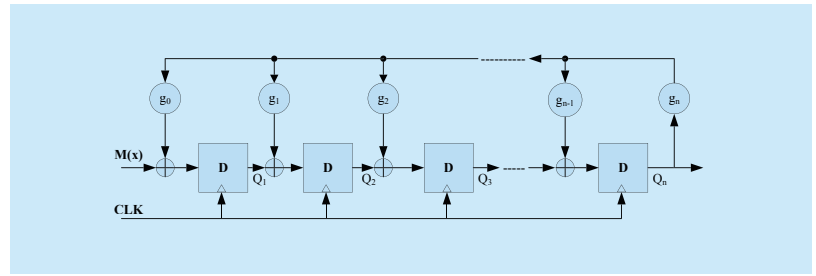 g0 g1 g2 gn-1 gn
M(x) D D D D
Q1 Q2 Q3 Qn
CLK